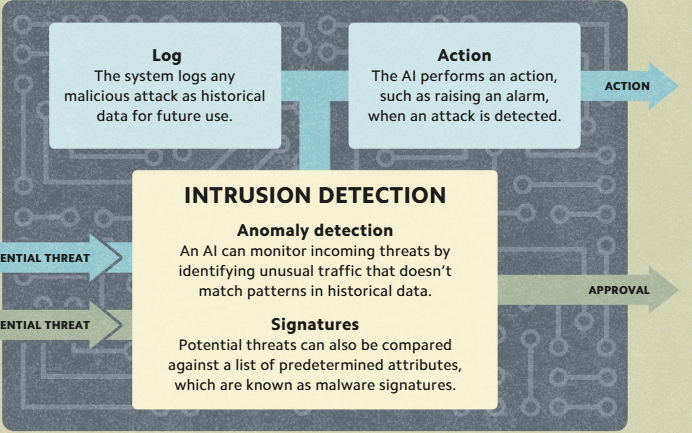 Log
The system logs any
malicious attack as historical
data for future use.
Action
The AI performs an action,
such as raising an alarm,
when an attack is detected.
ACTION
INTRUSION DETECTION
Anomaly detection
An AI can monitor incoming threats by
identifying unusual traffic that doesn't
match patterns in historical data.
ENTIAL THREAT
APPROVAL
Signatures
Potential threats can also be compared
against a list of predetermined attributes,
which are known as malware signatures.
ENTIAL THREAT